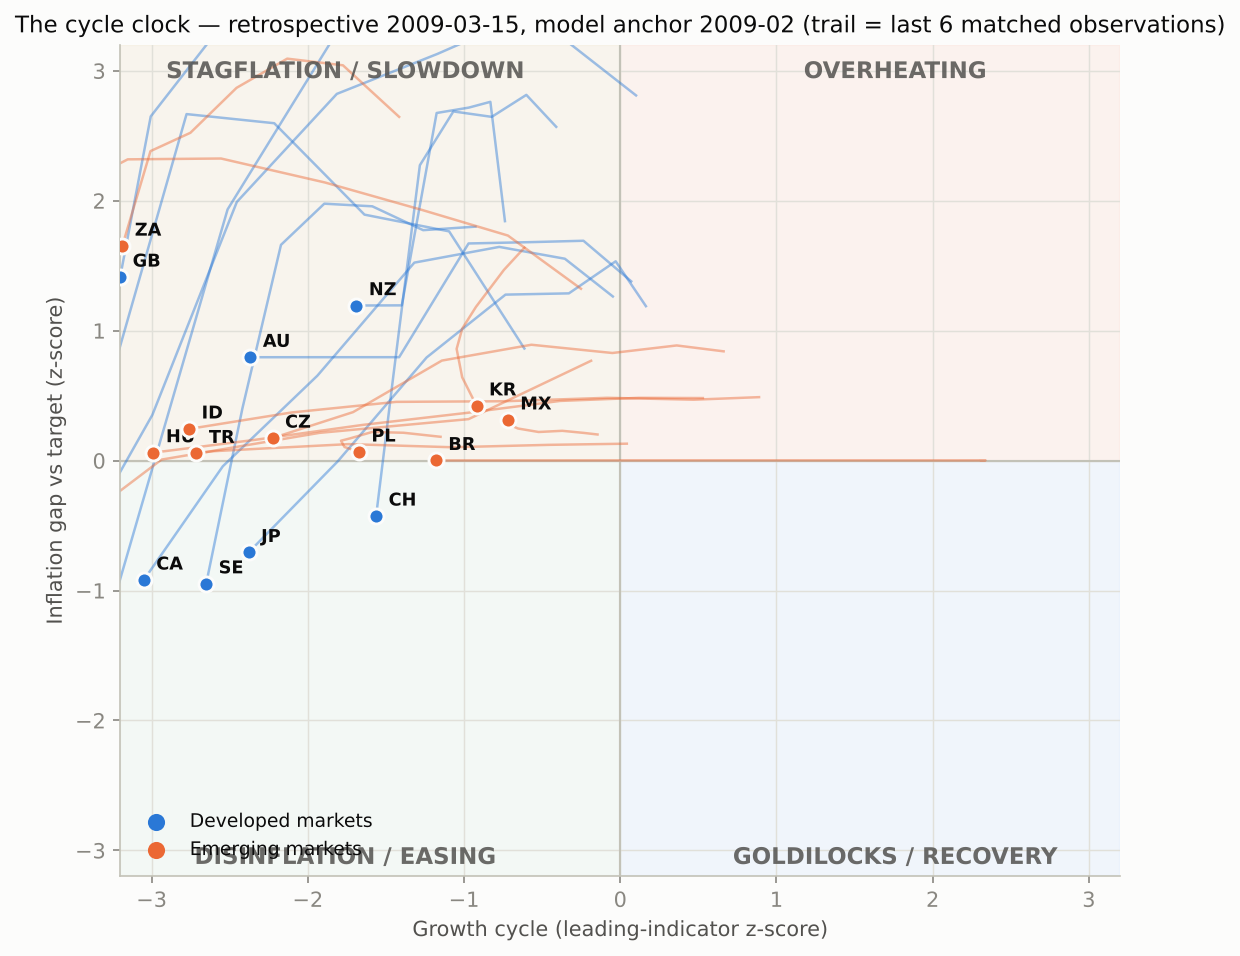 The cycle clock — retrospective 2009-03-15, model anchor 2009-02 (trail = last 6 matched observations)
STAGFLATION / SLOWDOWN
OVERHEATING
ZA
GB
NZ
AU
KR
MX
ID
CZ
HU
TR
PL
BR
CH
JP
CA
SE
Developed markets
Emerging markets
DISINFLATION / EASING
GOLDILOCKS / RECOVERY
3
2
1
0
−1
−2
−3
Inflation gap vs target (z-score)
−3
−2
−1
0
1
2
3
Growth cycle (leading-indicator z-score)